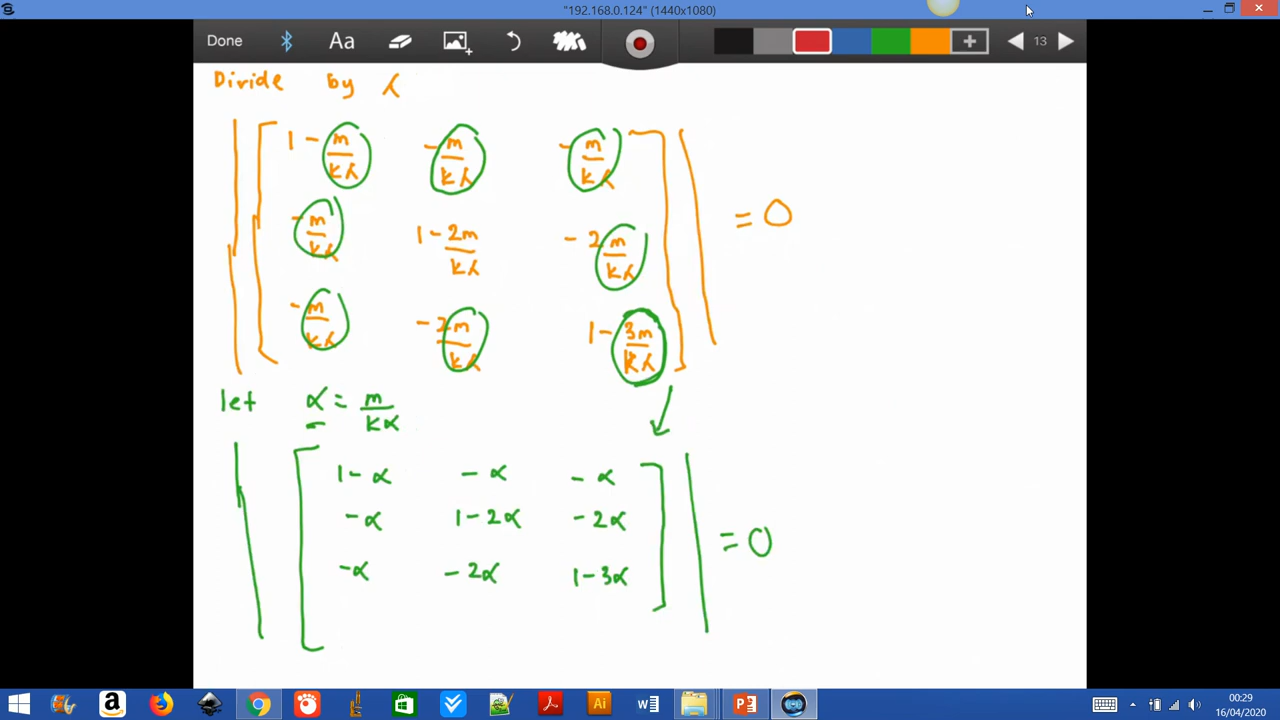 "192.168.0.124" (1440x1080)
Done Aa 13
Divide by λ
1 - m/kλ - m/kλ - m/kλ
- m/kλ 1 - 2m/kλ - 2m/kλ = 0
- m/kλ - 2m/kλ 1 - 3m/kλ
let α = m/kα
1 - α - α - α
- α 1 - 2α - 2α = 0
- α - 2α 1 - 3α
00:29
16/04/2020